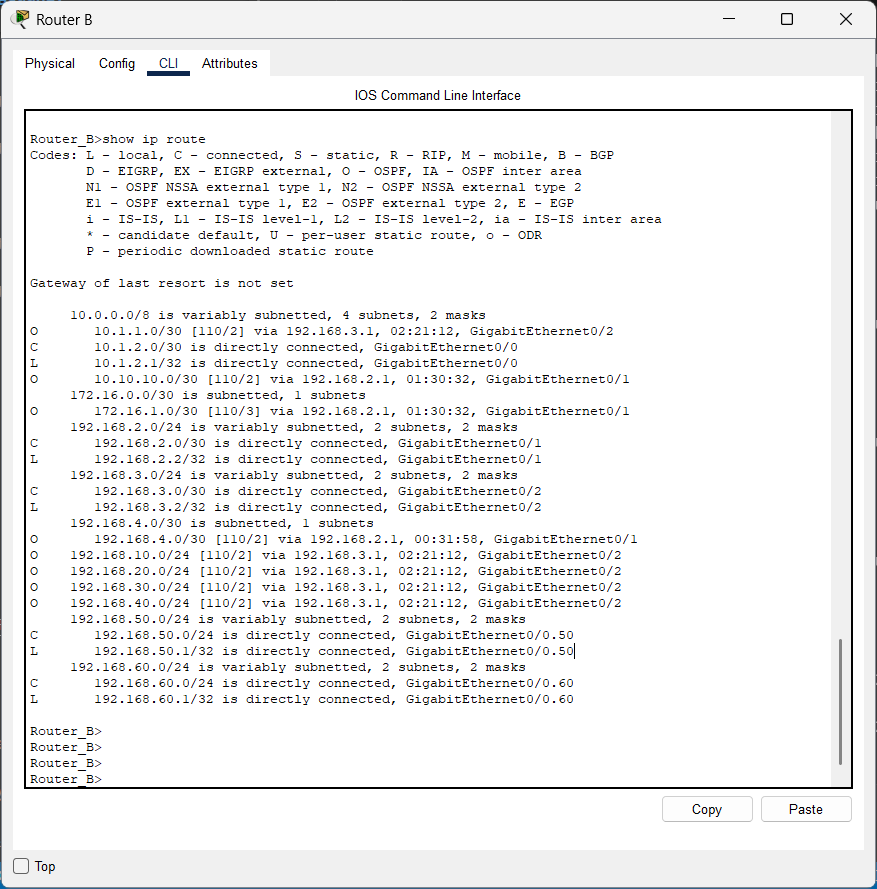 Router B
Physical Config CLI Attributes
IOS Command Line Interface
Router_B>show ip route
Codes: L - local, C - connected, S - static, R - RIP, M - mobile, B - BGP
       D - EIGRP, EX - EIGRP external, O - OSPF, IA - OSPF inter area
       N1 - OSPF NSSA external type 1, N2 - OSPF NSSA external type 2
       E1 - OSPF external type 1, E2 - OSPF external type 2, E - EGP
       i - IS-IS, L1 - IS-IS level-1, L2 - IS-IS level-2, ia - IS-IS inter area
       * - candidate default, U - per-user static route, o - ODR
       P - periodic downloaded static route
Gateway of last resort is not set
     10.0.0.0/8 is variably subnetted, 4 subnets, 2 masks
O       10.1.1.0/30 [110/2] via 192.168.3.1, 02:21:12, GigabitEthernet0/2
C       10.1.2.0/30 is directly connected, GigabitEthernet0/0
L       10.1.2.1/32 is directly connected, GigabitEthernet0/0
O       10.10.10.0/30 [110/2] via 192.168.2.1, 01:30:32, GigabitEthernet0/1
     172.16.0.0/30 is subnetted, 1 subnets
O       172.16.1.0/30 [110/3] via 192.168.2.1, 01:30:32, GigabitEthernet0/1
     192.168.2.0/24 is variably subnetted, 2 subnets, 2 masks
C       192.168.2.0/30 is directly connected, GigabitEthernet0/1
L       192.168.2.2/32 is directly connected, GigabitEthernet0/1
     192.168.3.0/24 is variably subnetted, 2 subnets, 2 masks
C       192.168.3.0/30 is directly connected, GigabitEthernet0/2
L       192.168.3.2/32 is directly connected, GigabitEthernet0/2
     192.168.4.0/30 is subnetted, 1 subnets
O       192.168.4.0/30 [110/2] via 192.168.2.1, 00:31:58, GigabitEthernet0/1
O    192.168.10.0/24 [110/2] via 192.168.3.1, 02:21:12, GigabitEthernet0/2
O    192.168.20.0/24 [110/2] via 192.168.3.1, 02:21:12, GigabitEthernet0/2
O    192.168.30.0/24 [110/2] via 192.168.3.1, 02:21:12, GigabitEthernet0/2
O    192.168.40.0/24 [110/2] via 192.168.3.1, 02:21:12, GigabitEthernet0/2
     192.168.50.0/24 is variably subnetted, 2 subnets, 2 masks
C       192.168.50.0/24 is directly connected, GigabitEthernet0/0.50
L       192.168.50.1/32 is directly connected, GigabitEthernet0/0.50
     192.168.60.0/24 is variably subnetted, 2 subnets, 2 masks
C       192.168.60.0/24 is directly connected, GigabitEthernet0/0.60
L       192.168.60.1/32 is directly connected, GigabitEthernet0/0.60
Router_B>
Router_B>
Router_B>
Router_B>
Copy Paste
Top